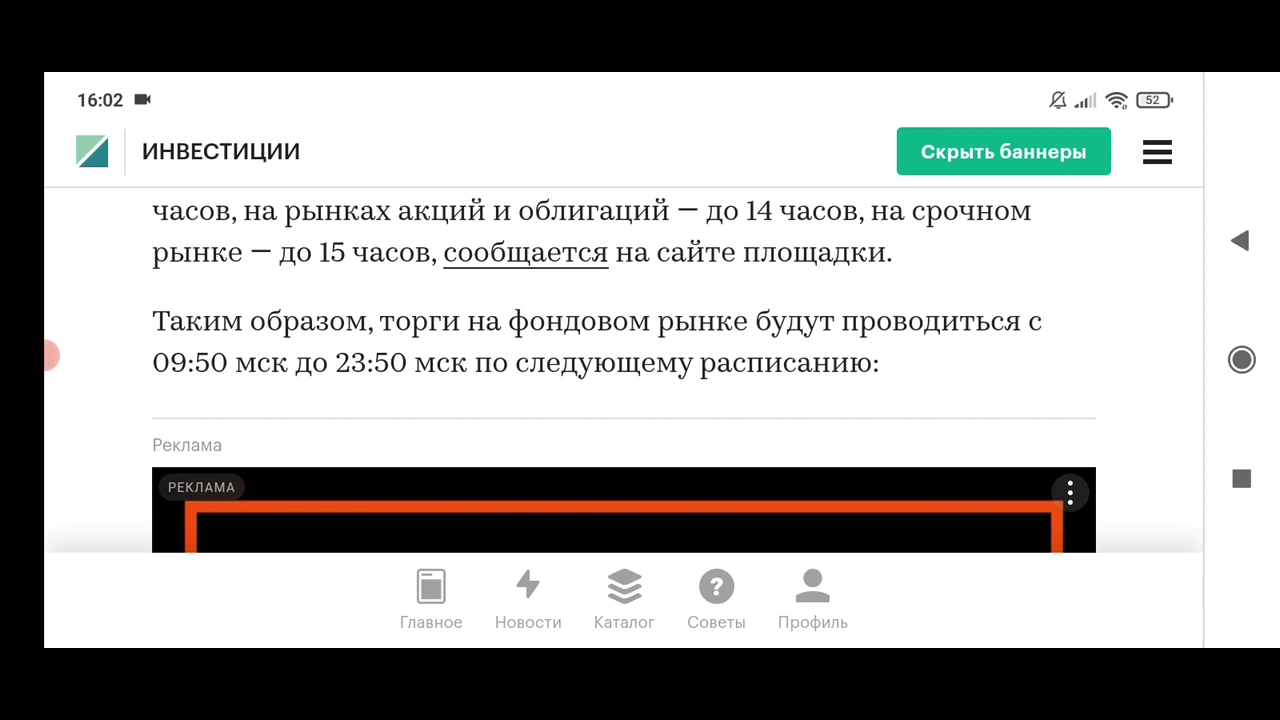 16:02
52
ИНВЕСТИЦИИ
Скрыть баннеры
часов, на рынках акций и облигаций — до 14 часов, на срочном
рынке — до 15 часов, сообщается на сайте площадки.
Таким образом, торги на фондовом рынке будут проводиться с
09:50 мск до 23:50 мск по следующему расписанию:
Реклама
РЕКЛАМА
Главное
Новости
Каталог
Советы
Профиль